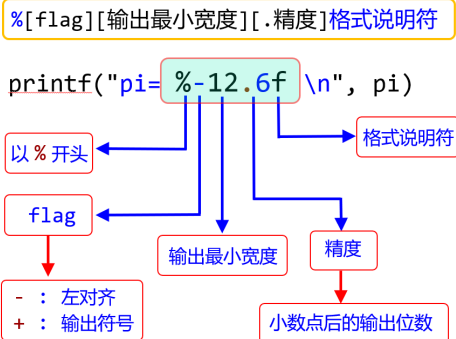 %[flag][输出最小宽度][.精度]格式说明符
printf("pi= %-12.6f \n", pi)
以 % 开头
格式说明符
flag
输出最小宽度
精度
- : 左对齐
+ : 输出符号
小数点后的输出位数